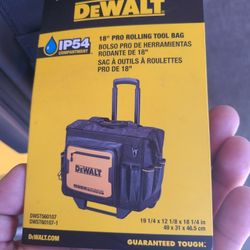 DEWALT
IP54
COMPARTMENT
18" PRO ROLLING TOOL BAG
BOLSO PRO DE HERRAMIENTAS
RODANTE DE 18"
SAC À OUTILS À ROULETTES
PRO DE 18"
DEWALT
DWST560107
DWST60107-1
19 1/4 x 12 1/8 x 18 1/4 in
49 x 31 x 46.5 cm
DEWALT.COM
GUARANTEED TOUGH.